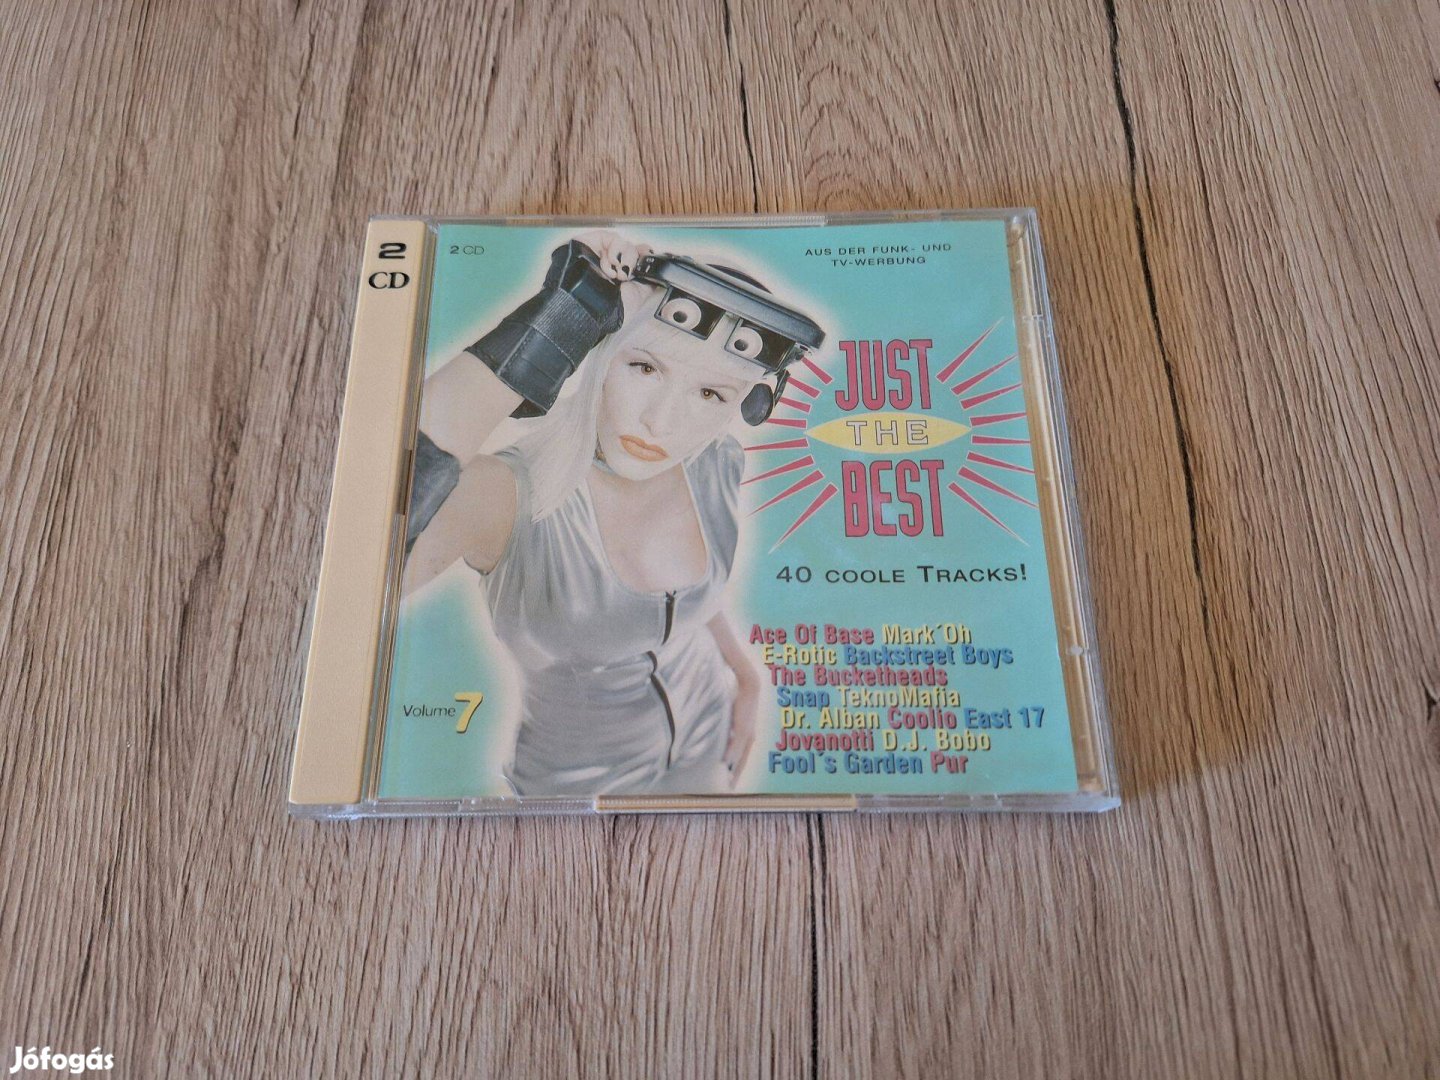 2
CD
2 CD
AUS DER FUNK- UND
TV-WERBUNG
JUST
THE
BEST
40 COOLE TRACKS!
Ace Of Base Mark´Oh
E-Rotic Backstreet Boys
The Bucketheads
Snap TeknoMafia
Dr. Alban Coolio East 17
Jovanotti D.J. Bobo
Fool´s Garden Pur
Volume 7
Jófogás